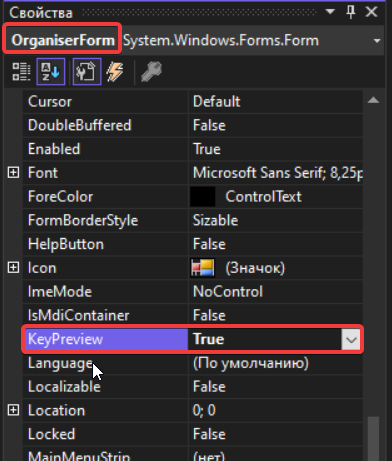 Свойства
OrganiserForm System.Windows.Forms.Form
Cursor Default
DoubleBuffered False
Enabled True
Font Microsoft Sans Serif; 8,25p
ForeColor ControlText
FormBorderStyle Sizable
HelpButton False
Icon (Значок)
ImeMode NoControl
IsMdiContainer False
KeyPreview True
Language (По умолчанию)
Localizable False
Location 0; 0
Locked False
MainMenuStrip (нет)